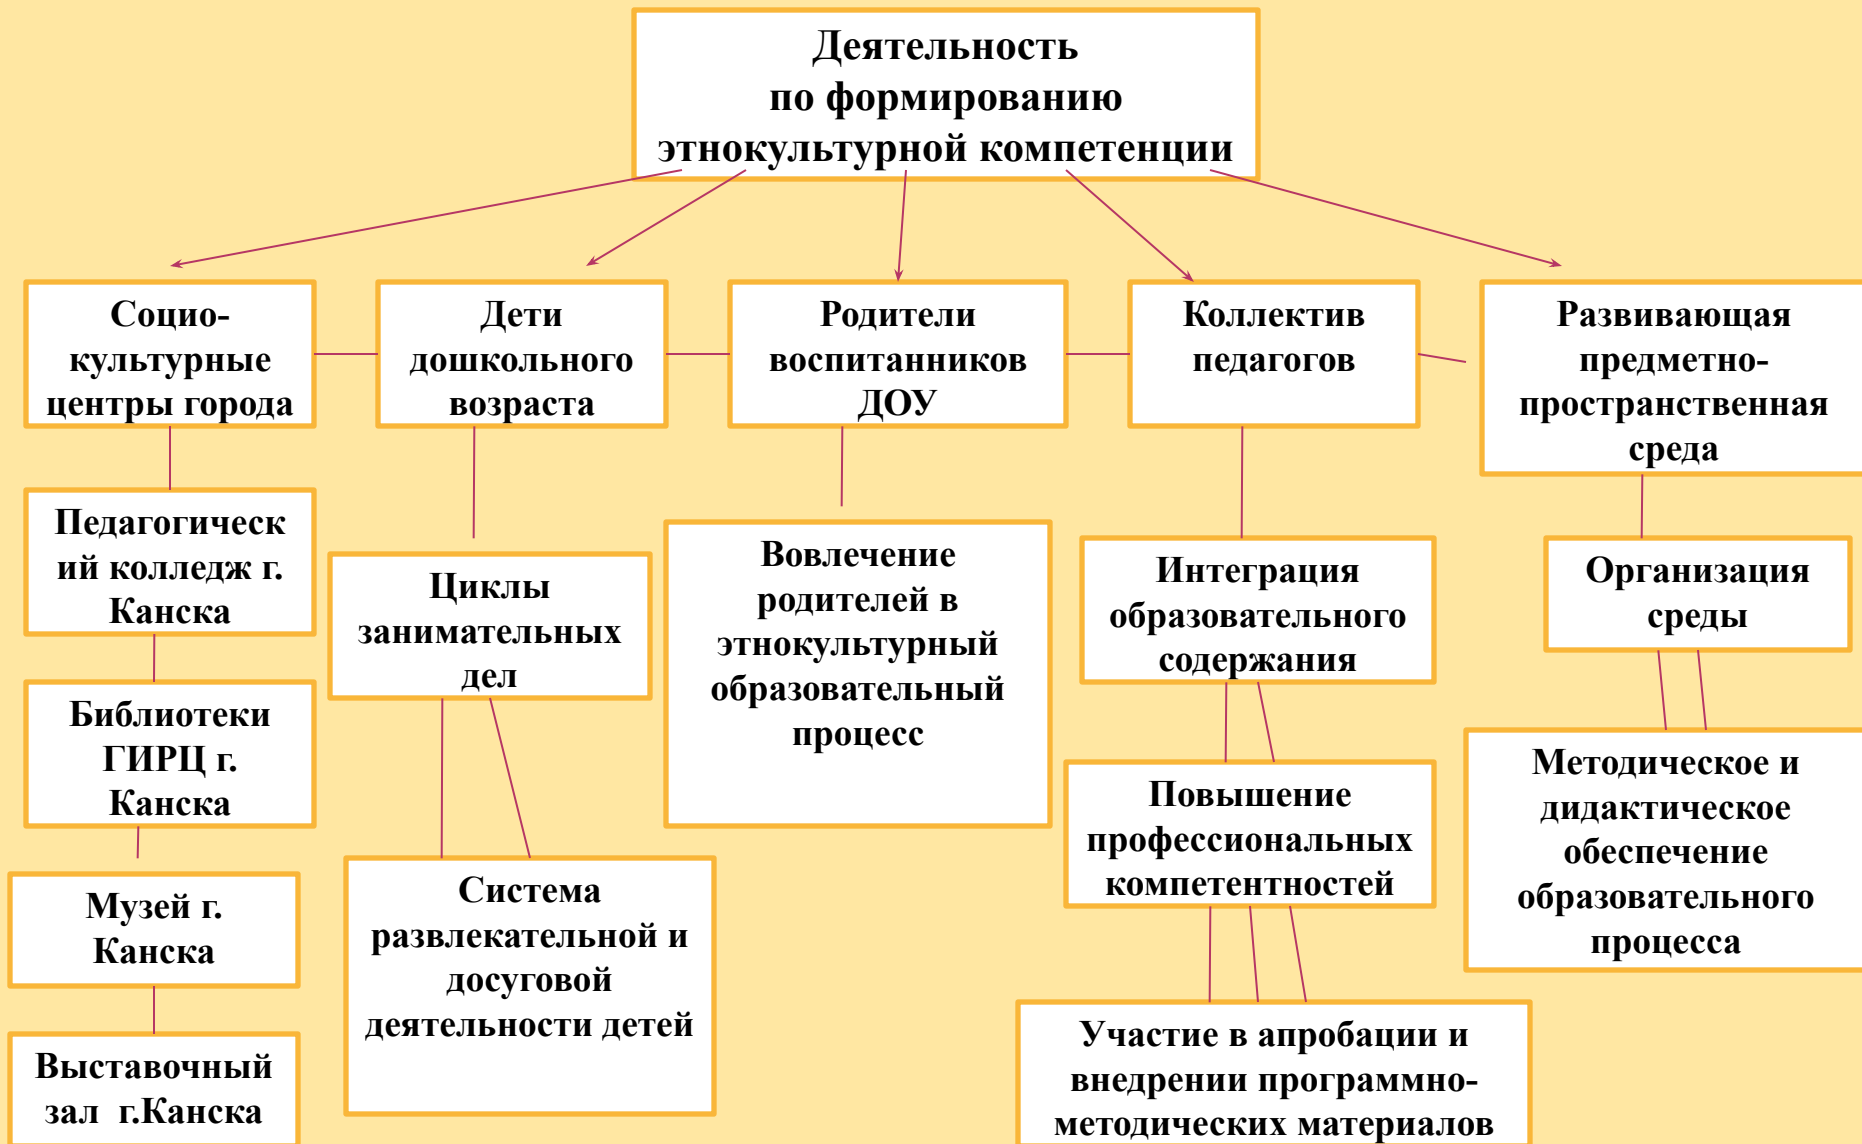 Деятельность
по формированию
этнокультурной компетенции
Социо-
культурные
центры города
Дети
дошкольного
возраста
Родители
воспитанников
ДОУ
Коллектив
педагогов
Развивающая
предметно-
пространственная
среда
Педагогическ
ий колледж г.
Канска
Библиотеки
ГИРЦ г.
Канска
Музей г.
Канска
Выставочный
зал г.Канска
Циклы
занимательных
дел
Система
развлекательной и
досуговой
деятельности детей
Вовлечение
родителей в
этнокультурный
образовательный
процесс
Интеграция
образовательного
содержания
Повышение
профессиональных
компетентностей
Участие в апробации и
внедрении программно-
методических материалов
Организация
среды
Методическое и
дидактическое
обеспечение
образовательного
процесса